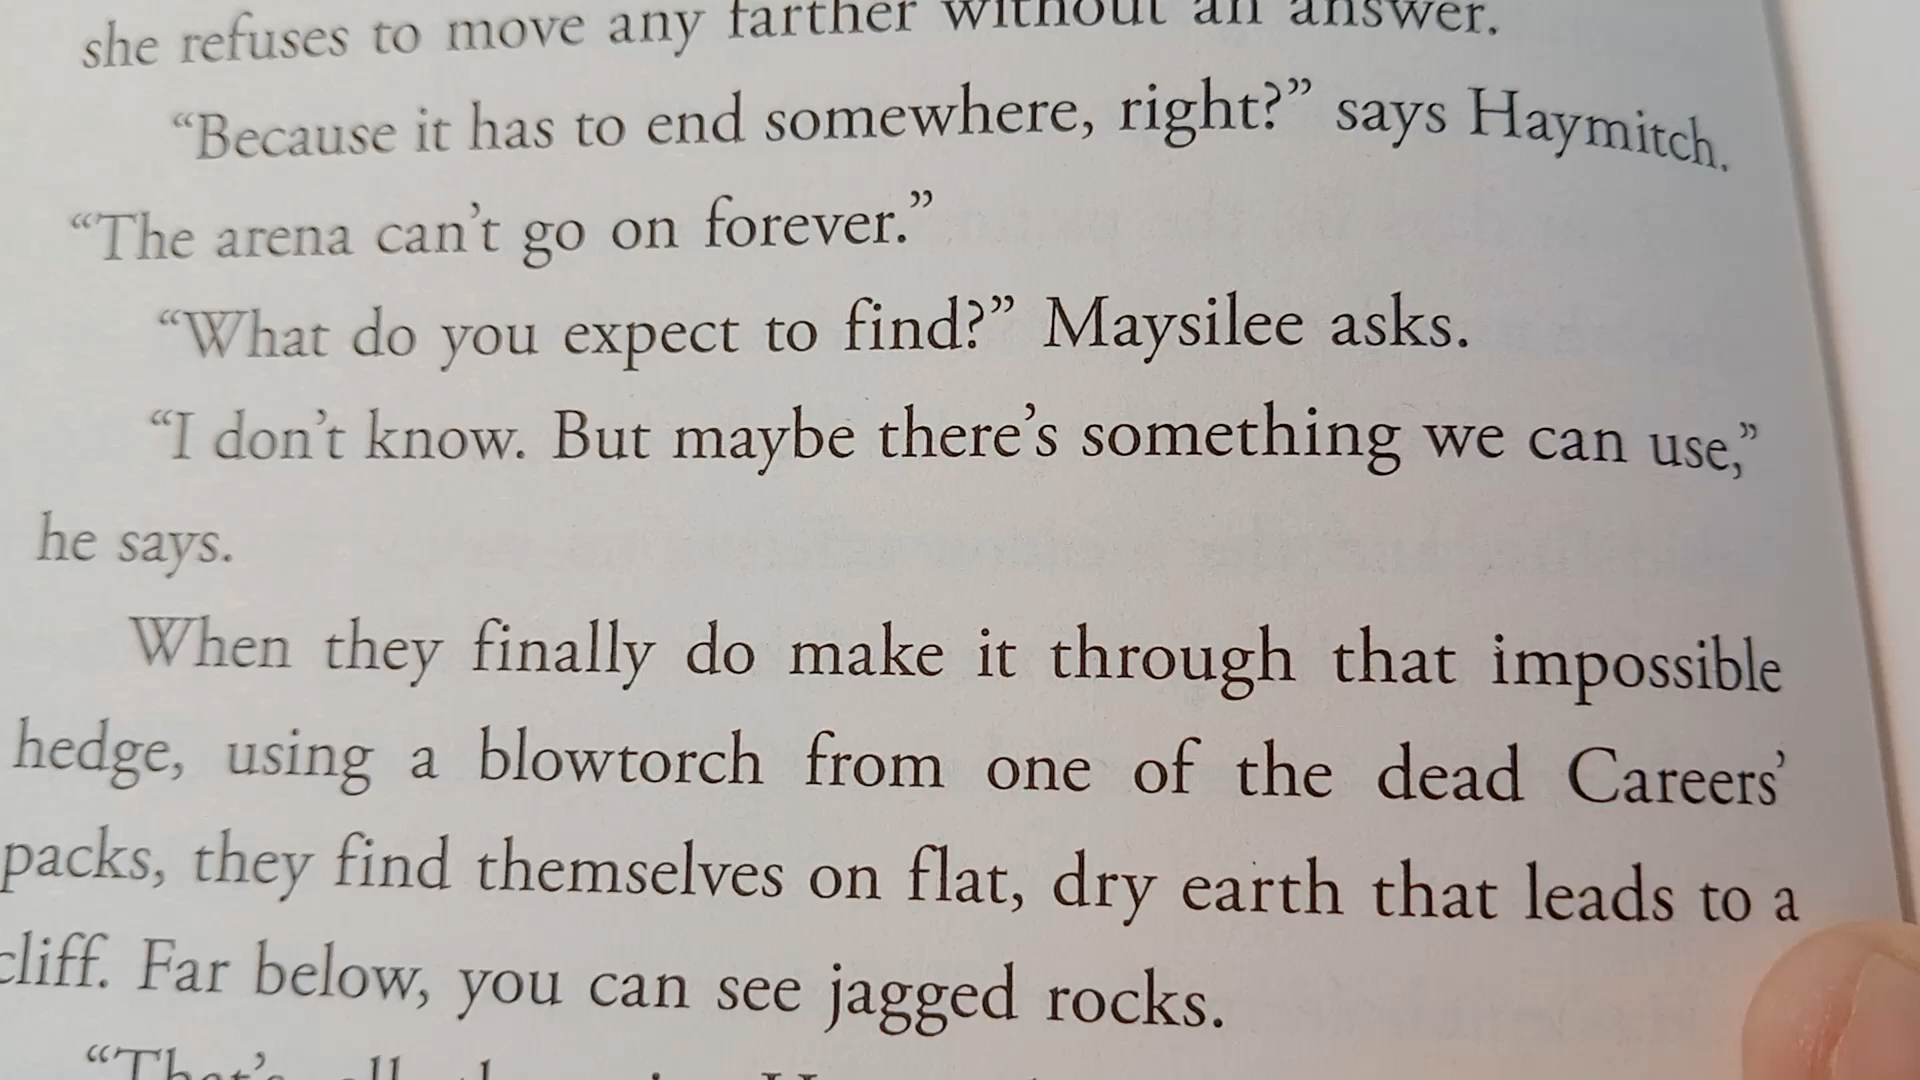 she refuses to move any farther without an answer.
“Because it has to end somewhere, right?” says Haymitch.
“The arena can’t go on forever.”
“What do you expect to find?” Maysilee asks.
“I don’t know. But maybe there’s something we can use,”
he says.
When they finally do make it through that impossible
hedge, using a blowtorch from one of the dead Careers’
packs, they find themselves on flat, dry earth that leads to a
cliff. Far below, you can see jagged rocks.
“That’s all